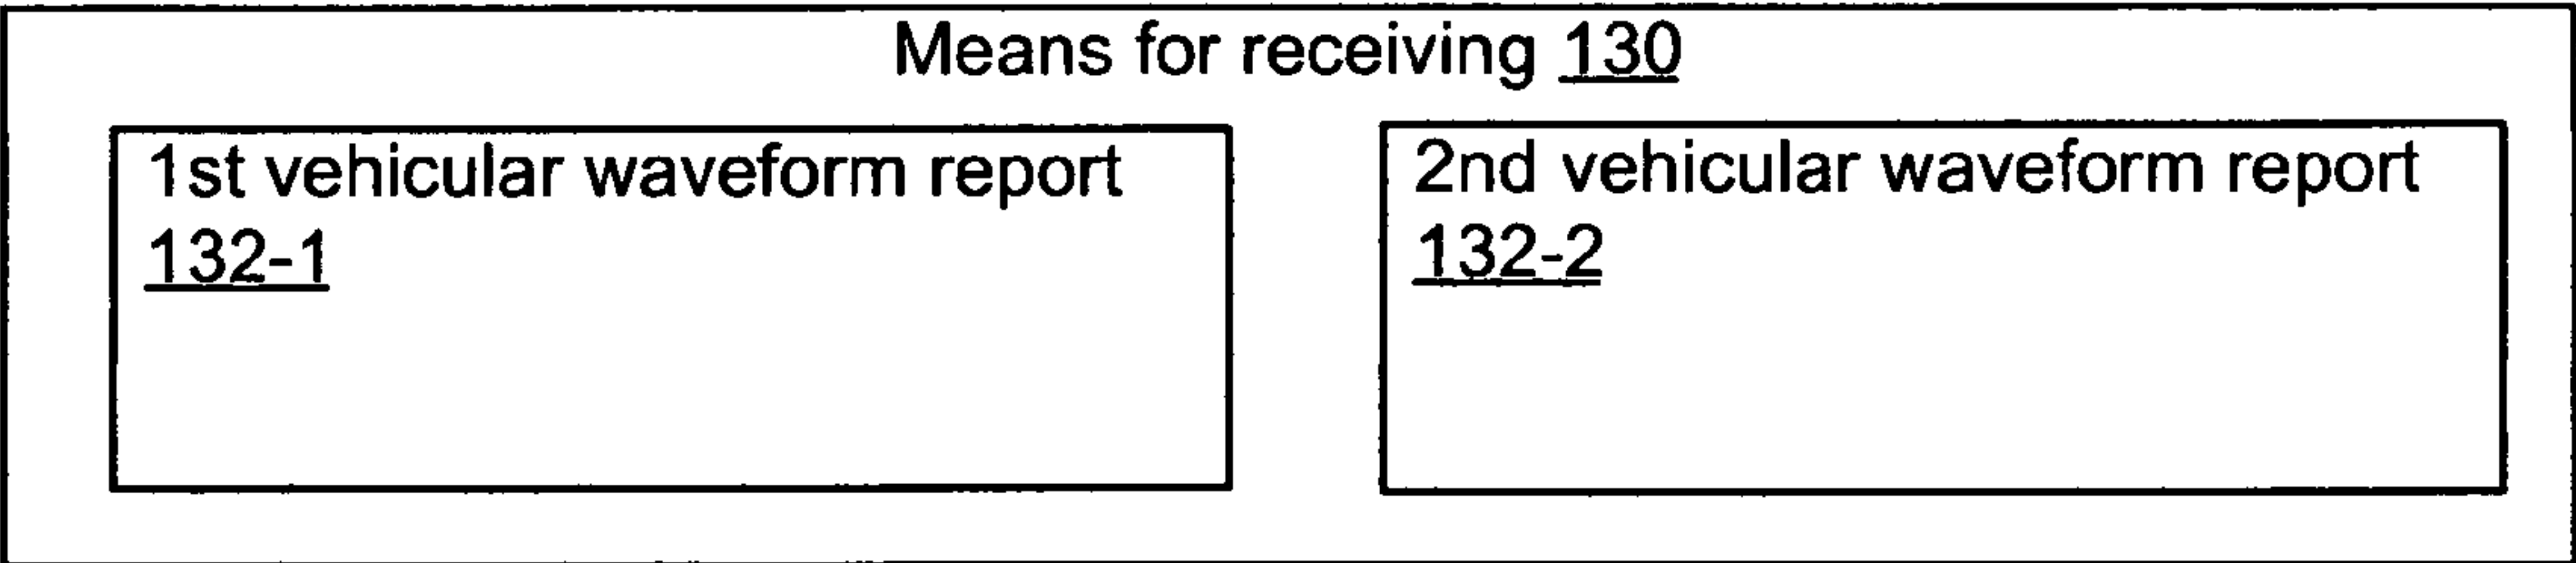 Means for receiving 130
1st vehicular waveform report
132-1
2nd vehicular waveform report
132-2